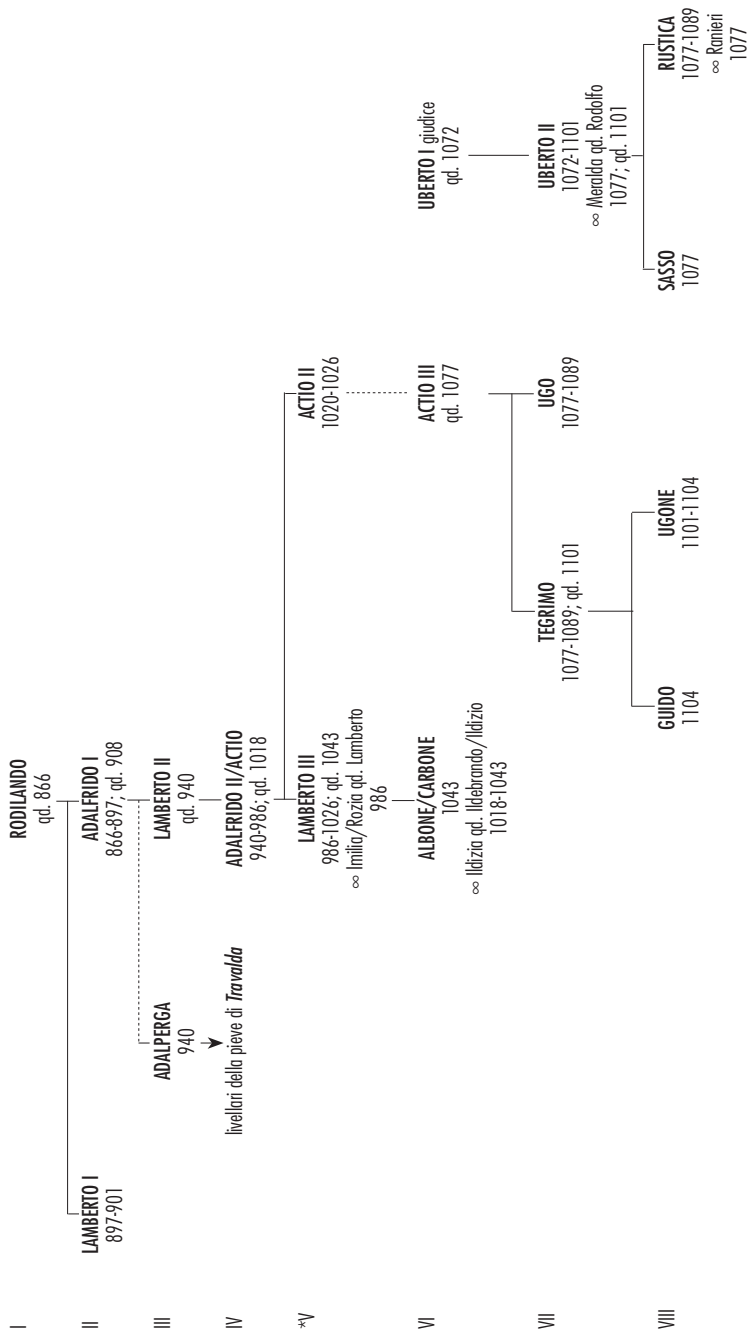 I
RODILANDO
qd. 866
II
LAMBERTO I
897-901
ADALFRIDO I
866-897; qd. 908
III
ADALPERGA
940
LAMBERTO II
qd. 940
IV
livellari della pieve di Travalda
ADALFRIDO II/ACTIO
940-986; qd. 1018
*V
LAMBERTO III
986-1026; qd. 1043
∞ Imilia/Rozia qd. Lamberto
986
ACTIO II
1020-1026
VI
ALBONE/CARBONE
1043
∞ Ildizia qd. Ildebrando/Ildizio
1018-1043
ACTIO III
qd. 1077
UBERTO I giudice
qd. 1072
VII
TEGRIMO
1077-1089; qd. 1101
UGO
1077-1089
UBERTO II
1072-1101
∞ Meralda qd. Rodolfo
1077; qd. 1101
VIII
GUIDO
1104
UGONE
1101-1104
SASSO
1077
RUSTICA
1077-1089
∞ Ranieri
1077